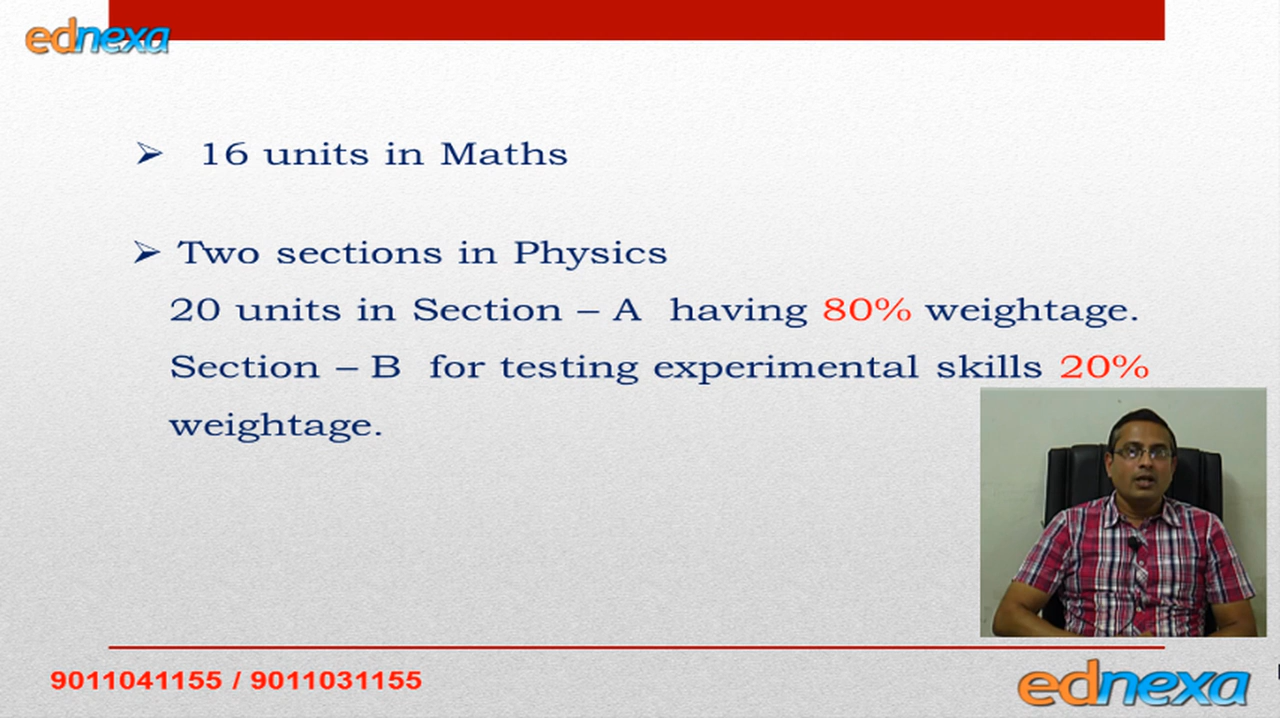 ednexa
16 units in Maths
Two sections in Physics
20 units in Section – A having 80% weightage.
Section – B for testing experimental skills 20%
weightage.
9011041155 / 9011031155
ednexa